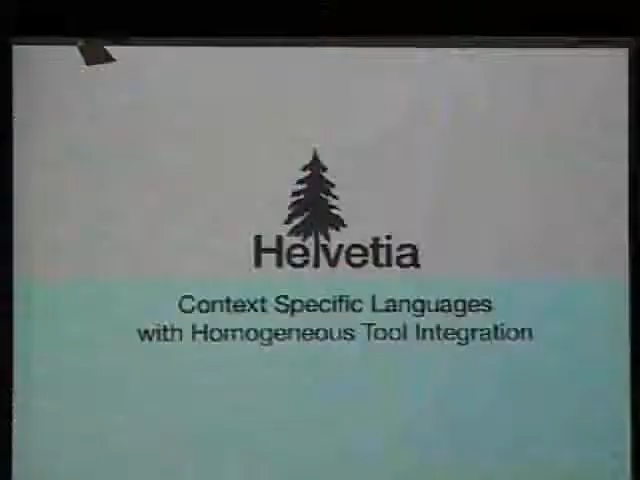 Helvetia
Context Specific Languages
with Homogeneous Tool Integration